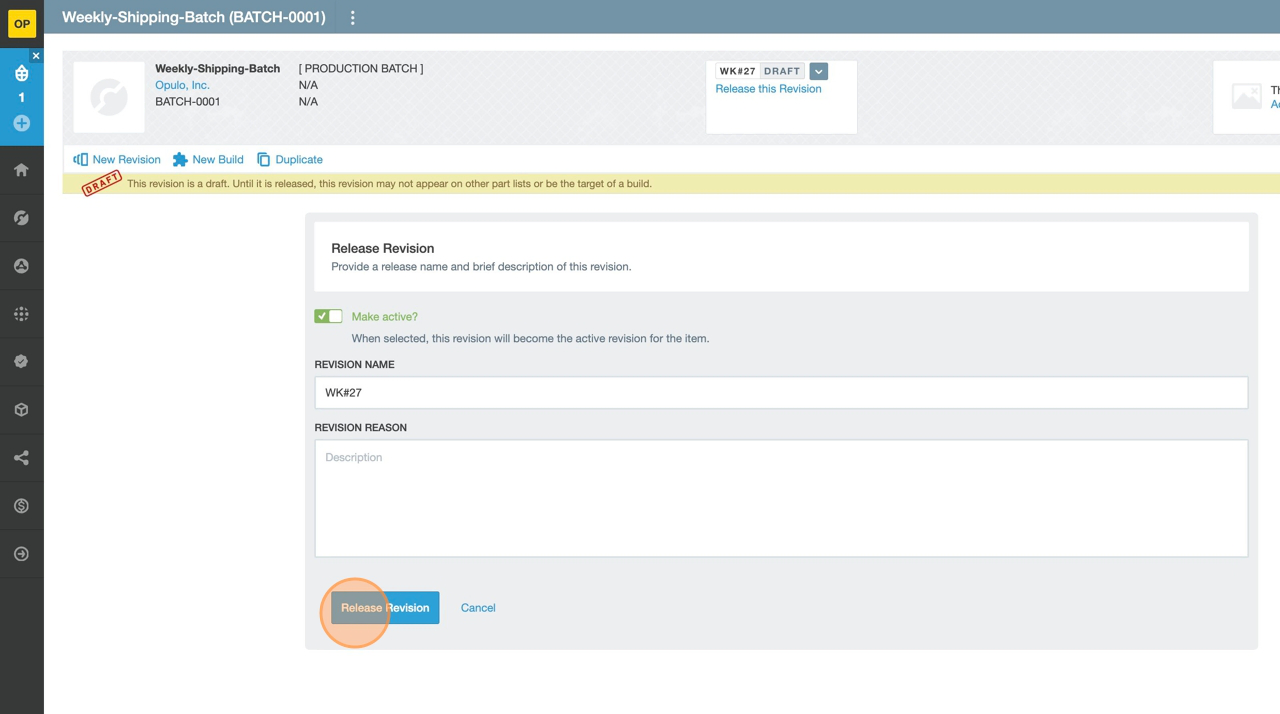 OP
Weekly-Shipping-Batch (BATCH-0001)
1
Weekly-Shipping-Batch [ PRODUCTION BATCH ]
Opulo, Inc. N/A
BATCH-0001 N/A
WK#27 DRAFT
Release this Revision
Th
Ac
New Revision New Build Duplicate
DRAFT
This revision is a draft. Until it is released, this revision may not appear on other part lists or be the target of a build.
Release Revision
Provide a release name and brief description of this revision.
Make active?
When selected, this revision will become the active revision for the item.
REVISION NAME
WK#27
REVISION REASON
Description
Release Revision Cancel